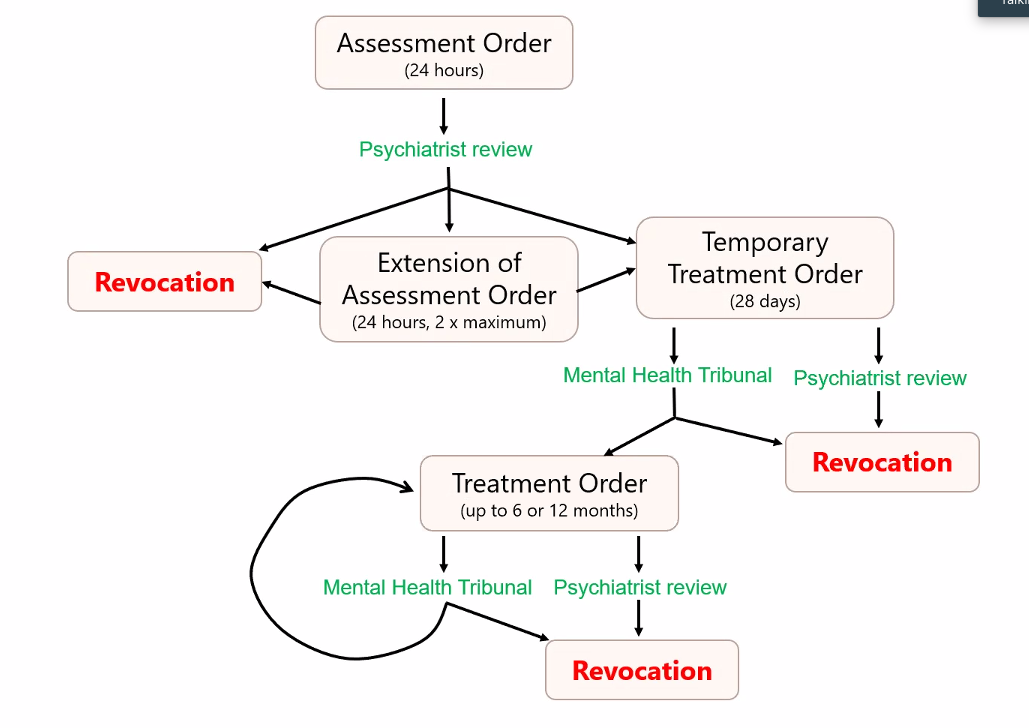 Assessment Order
(24 hours)
Psychiatrist review
Revocation
Extension of
Assessment Order
(24 hours, 2 x maximum)
Temporary
Treatment Order
(28 days)
Mental Health Tribunal
Psychiatrist review
Revocation
Treatment Order
(up to 6 or 12 months)
Mental Health Tribunal
Psychiatrist review
Revocation